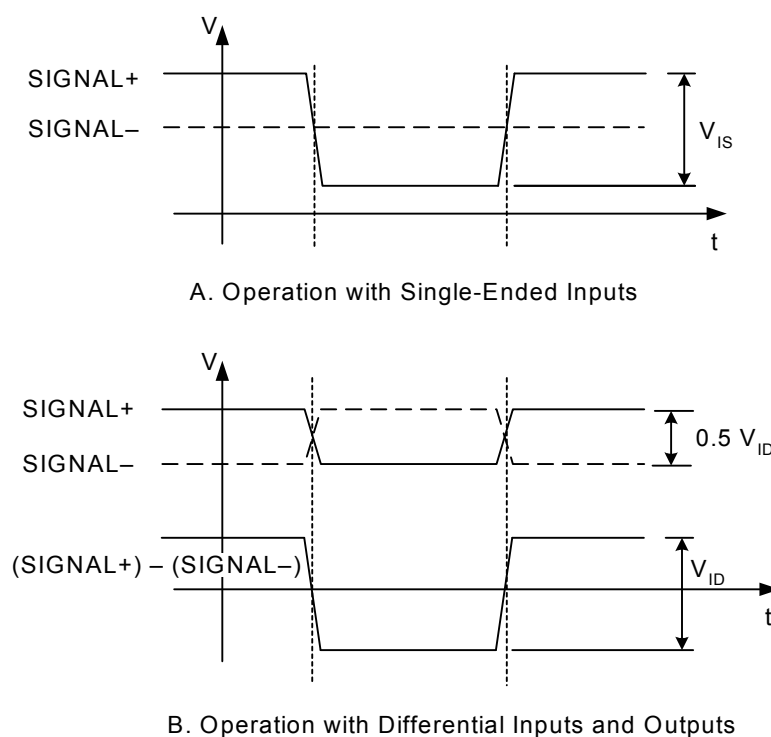 V
SIGNAL+
SIGNAL–
V_IS
t
A. Operation with Single-Ended Inputs
V
SIGNAL+
SIGNAL–
0.5 V_ID
(SIGNAL+) – (SIGNAL–)
V_ID
t
B. Operation with Differential Inputs and Outputs